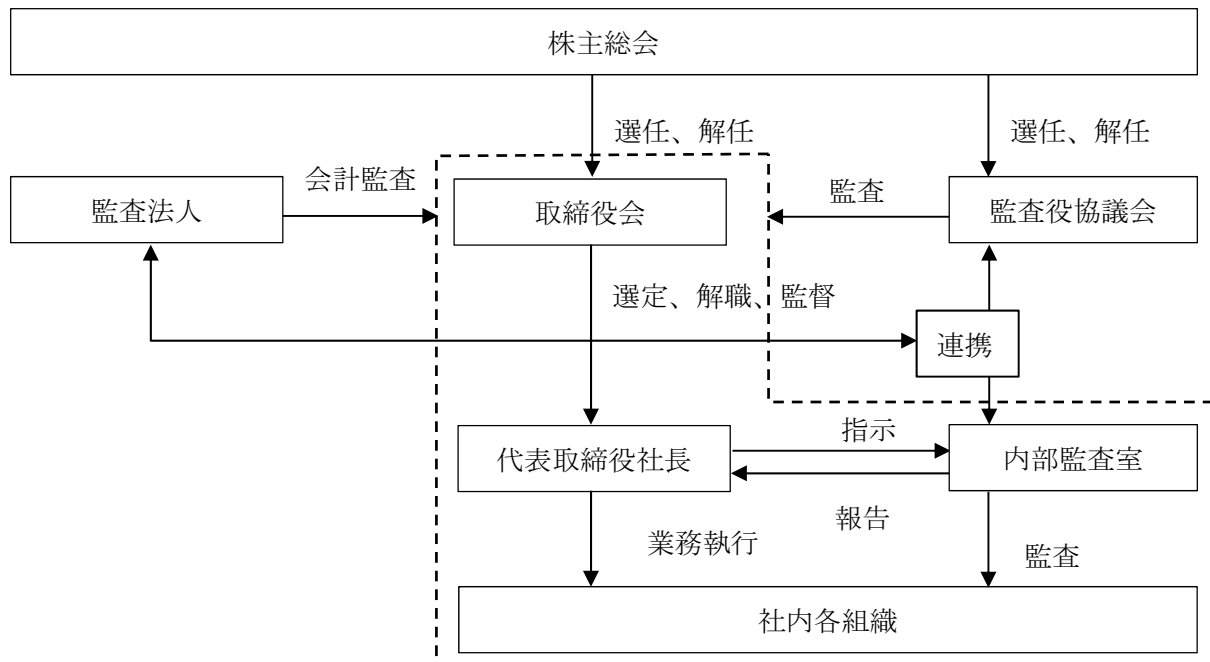 株主総会
選任、解任
選任、解任
会計監査
監査法人
取締役会
監査
監査役協議会
選定、解職、監督
連携
指示
代表取締役社長
内部監査室
報告
業務執行
監査
社内各組織